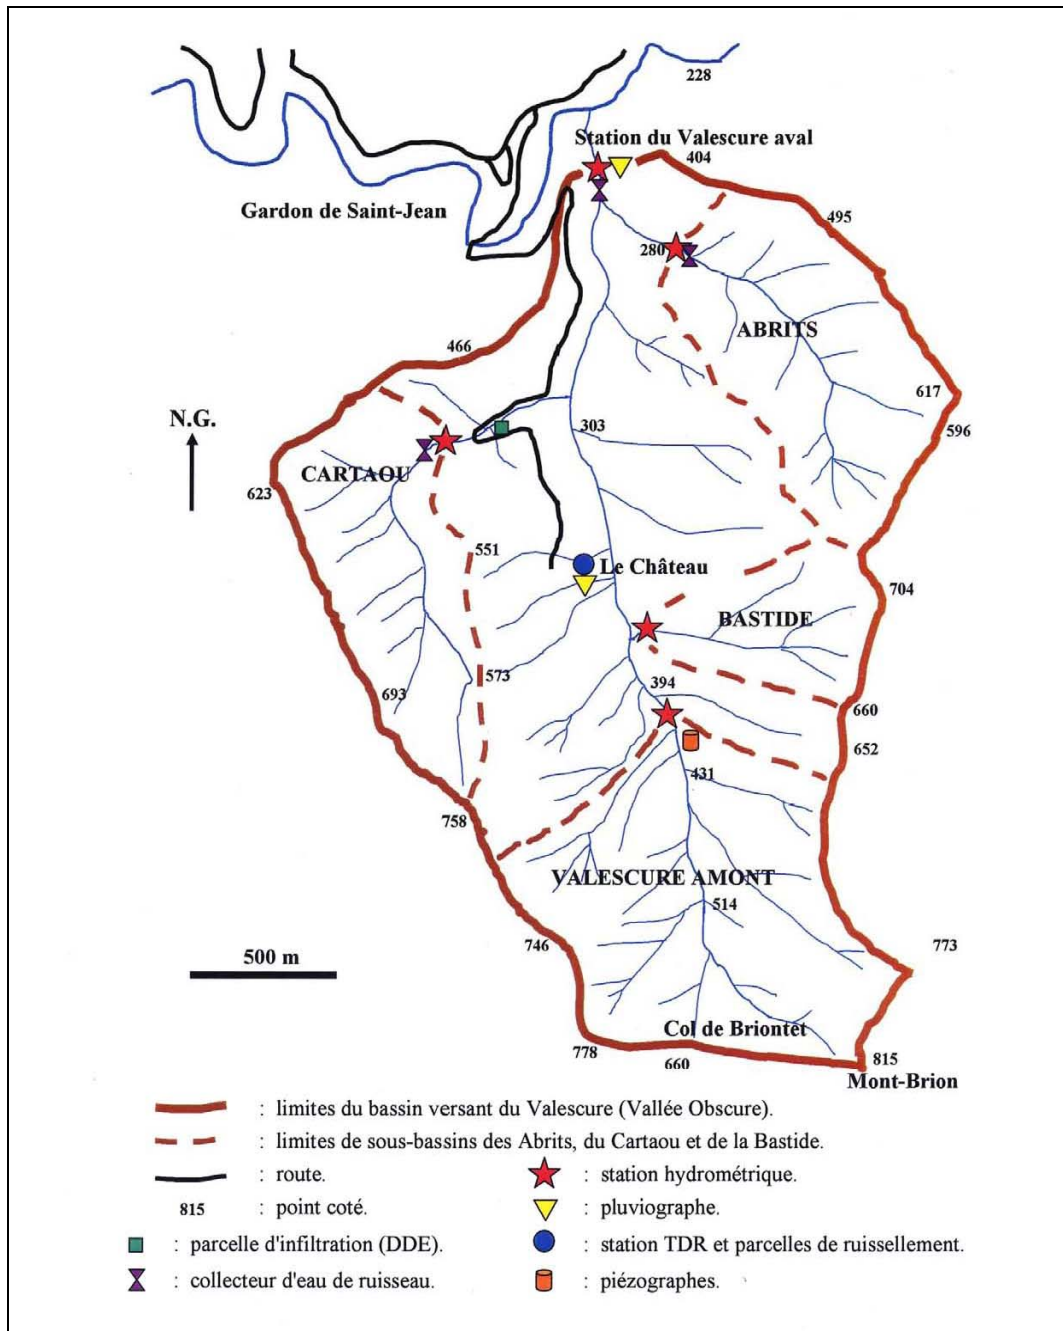 228
Station du Valescure aval
404
Gardon de Saint-Jean
495
280
ABRITS
466
617
N.G.
303
596
CARTAOU
623
551
Le Château
704
BASTIDE
573
394
693
660
652
431
758
VALESCURE AMONT
514
746
773
500 m
Col de Briontet
778
660
815
Mont-Brion
: limites du bassin versant du Valescure (Vallée Obscure).
: limites de sous-bassins des Abrits, du Cartaou et de la Bastide.
: route.
: station hydrométrique.
815 : point coté.
: pluviographe.
: parcelle d'infiltration (DDE).
: station TDR et parcelles de ruissellement.
: collecteur d'eau de ruisseau.
: piézographes.